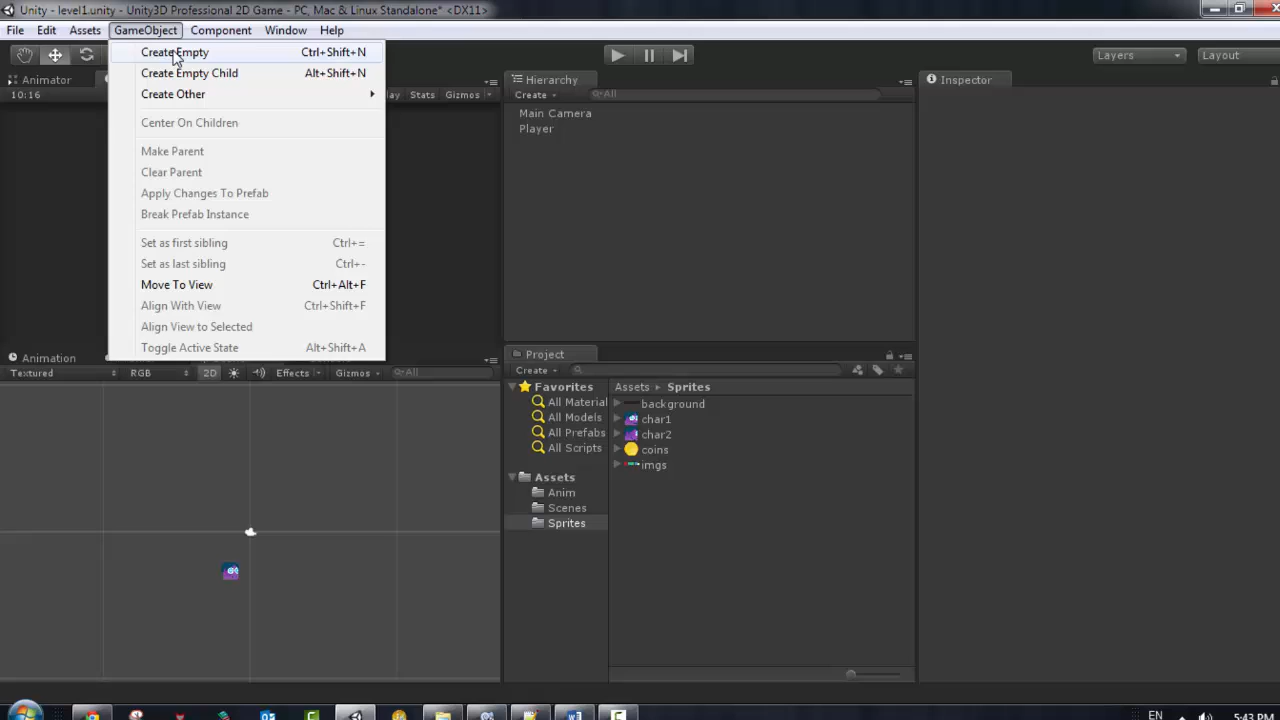 Unity - level1.unity - Unity3D Professional 2D Game - PC, Mac & Linux Standalone* <DX11>
File Edit Assets GameObject Component Window Help
Create Empty Ctrl+Shift+N
Create Empty Child Alt+Shift+N
Create Other
Center On Children
Make Parent
Clear Parent
Apply Changes To Prefab
Break Prefab Instance
Set as first sibling Ctrl+=
Set as last sibling Ctrl+-
Move To View Ctrl+Alt+F
Align With View Ctrl+Shift+F
Align View to Selected
Toggle Active State Alt+Shift+A
Layers Layout
Animator
10:16 Stats Gizmos
Hierarchy
Create All
Main Camera
Player
Inspector
Animation
Textured RGB 2D Effects Gizmos All
Project
Create
Favorites
All Material
All Models
All Prefabs
All Scripts
Assets
Anim
Scenes
Sprites
Assets Sprites
background
char1
char2
coins
imgs
EN 5:43 PM